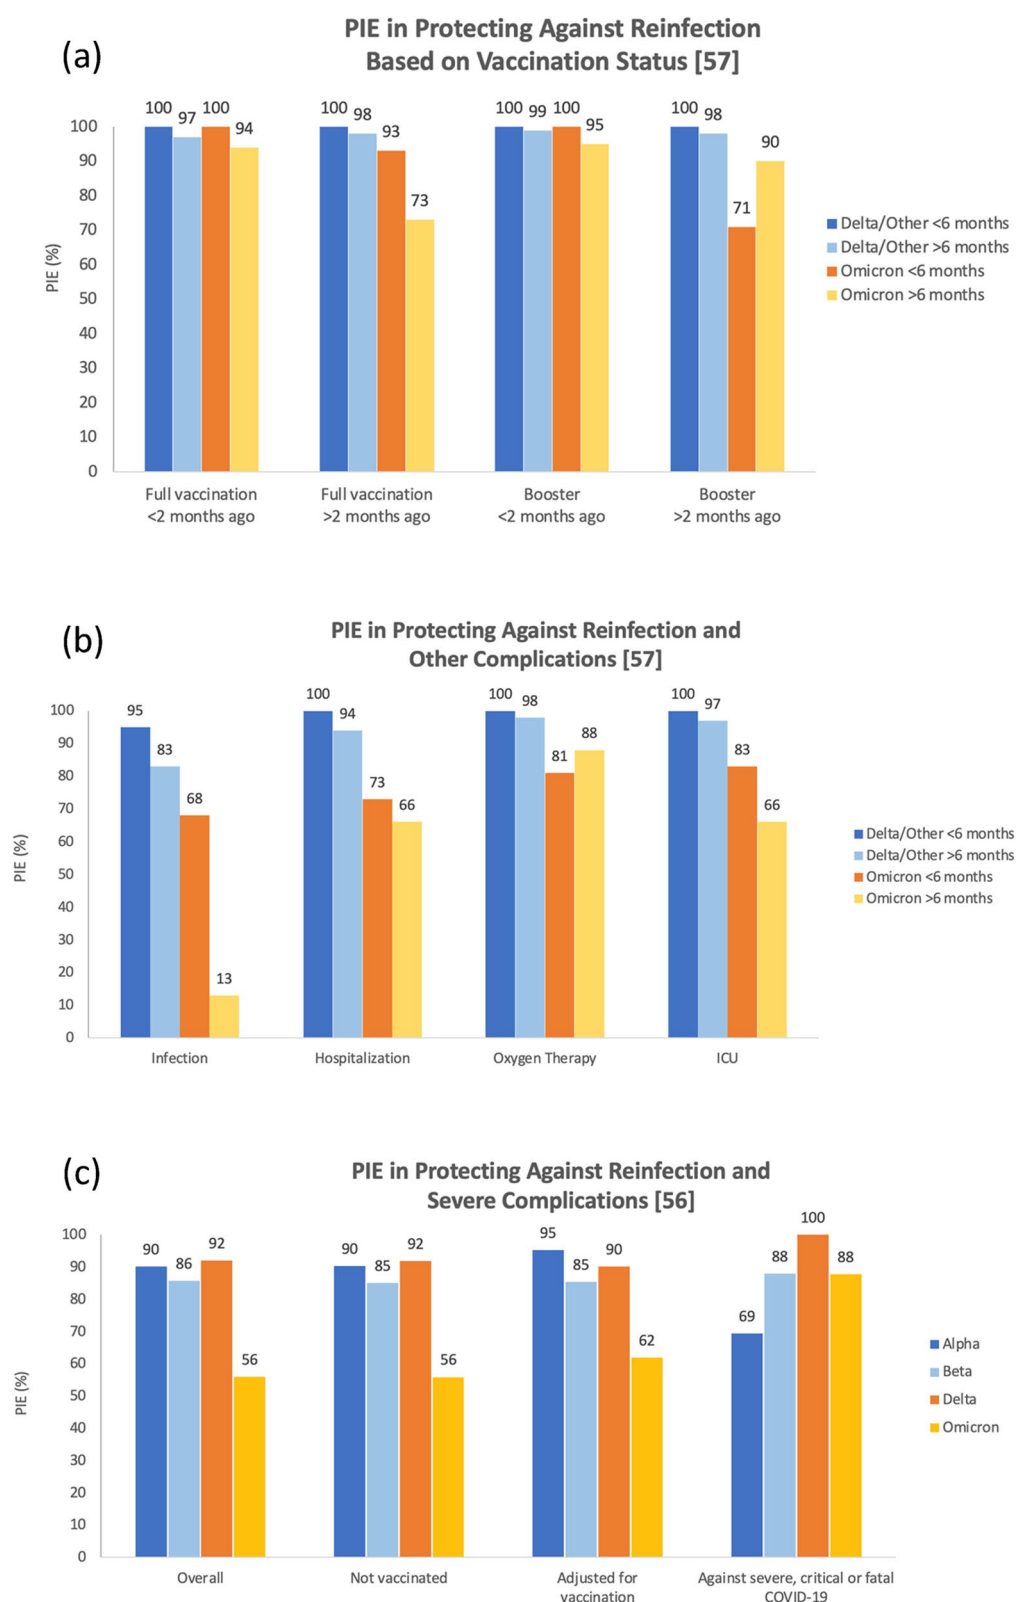 (a)
PIE in Protecting Against Reinfection
Based on Vaccination Status [57]
100 97 100 94 100 98 93 73 100 99 100 95 100 98 71 90
100
90
80
70
60
50
40
30
20
10
0
PIE (%)
Delta/Other <6 months
Delta/Other >6 months
Omicron <6 months
Omicron >6 months
Full vaccination Full vaccination Booster Booster
<2 months ago >2 months ago <2 months ago >2 months ago
(b)
PIE in Protecting Against Reinfection and
Other Complications [57]
95 83 68 13 100 94 73 66 100 98 81 88 100 97 83 66
100
90
80
70
60
50
40
30
20
10
0
PIE (%)
Delta/Other <6 months
Delta/Other >6 months
Omicron <6 months
Omicron >6 months
Infection Hospitalization Oxygen Therapy ICU
(c)
PIE in Protecting Against Reinfection and
Severe Complications [56]
90 86 92 56 90 85 92 56 95 85 90 62 69 88 100 88
100
90
80
70
60
50
40
30
20
10
0
PIE (%)
Alpha
Beta
Delta
Omicron
Overall Not vaccinated Adjusted for Against severe, critical or fatal
vaccination COVID-19